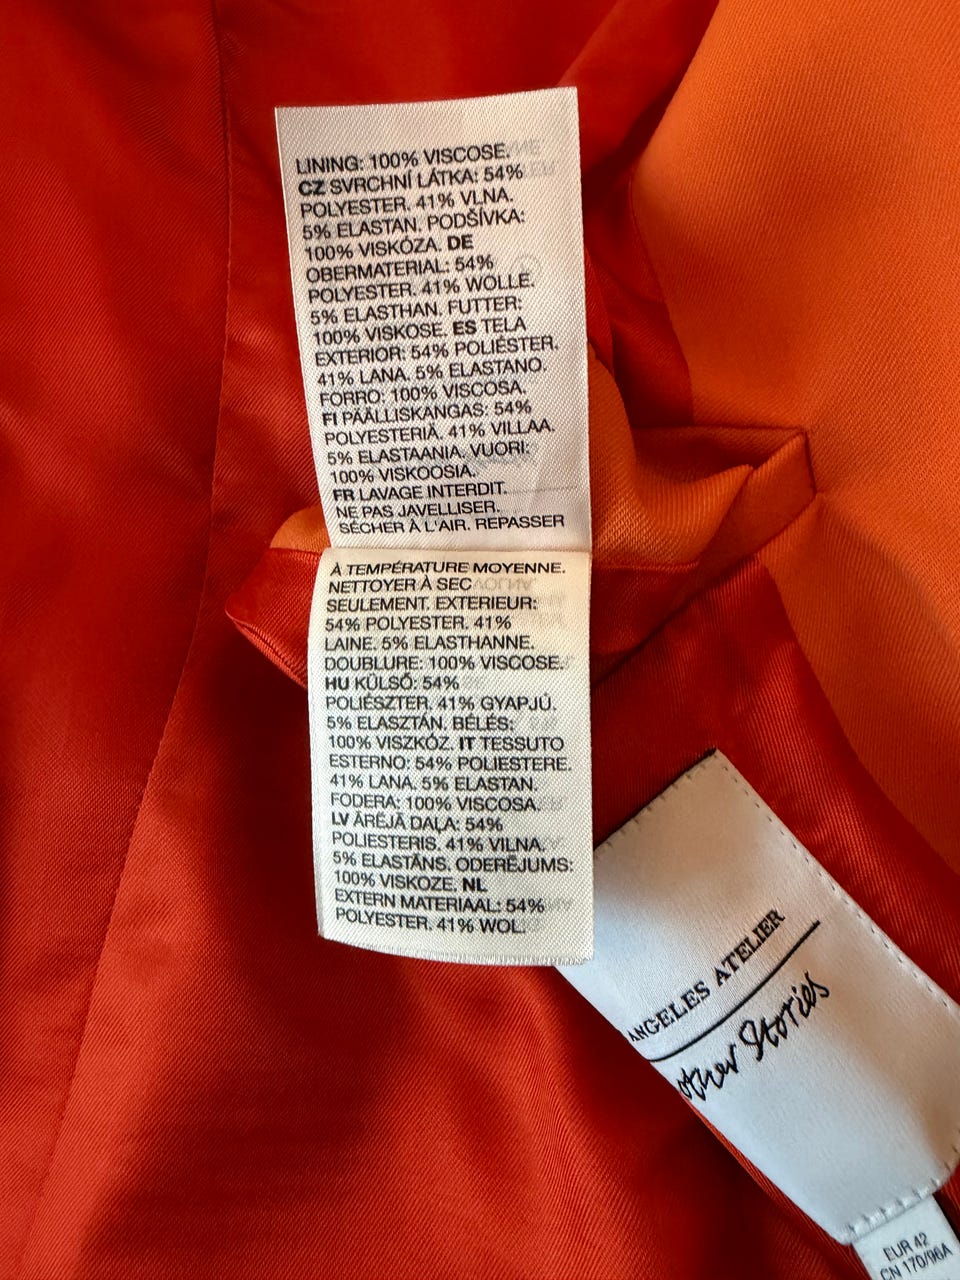 LINING: 100% VISCOSE.
CZ SVRCHNÍ LÁTKA: 54%
POLYESTER. 41% VLNA.
5% ELASTAN. PODŠÍVKA:
100% VISKÓZA. DE
OBERMATERIAL: 54%
POLYESTER. 41% WOLLE.
5% ELASTHAN. FUTTER:
100% VISKOSE. ES TELA
EXTERIOR: 54% POLIÉSTER.
41% LANA. 5% ELASTANO.
FORRO: 100% VISCOSA.
FI PÄÄLLISKANGAS: 54%
POLYESTERIÄ. 41% VILLAA.
5% ELASTAANIA. VUORI:
100% VISKOOSIA.
FR LAVAGE INTERDIT.
NE PAS JAVELLISER.
SÉCHER À L'AIR. REPASSER
À TEMPÉRATURE MOYENNE.
NETTOYER À SEC
SEULEMENT. EXTERIEUR:
54% POLYESTER. 41%
LAINE. 5% ELASTHANNE.
DOUBLURE: 100% VISCOSE.
HU KÜLSŐ: 54%
POLIÉSZTER. 41% GYAPJÚ.
5% ELASZTÁN. BÉLÉS:
100% VISZKÓZ. IT TESSUTO
ESTERNO: 54% POLIESTERE.
41% LANA. 5% ELASTAN.
FODERA: 100% VISCOSA.
LV ĀRĒJĀ DAĻA: 54%
POLIESTERIS. 41% VILNA.
5% ELASTĀNS. ODERĒJUMS:
100% VISKOZE. NL
EXTERN MATERIAAL: 54%
POLYESTER. 41% WOL.
ANGELES ATELIER
other Stories
EUR 42
CN 170/96A